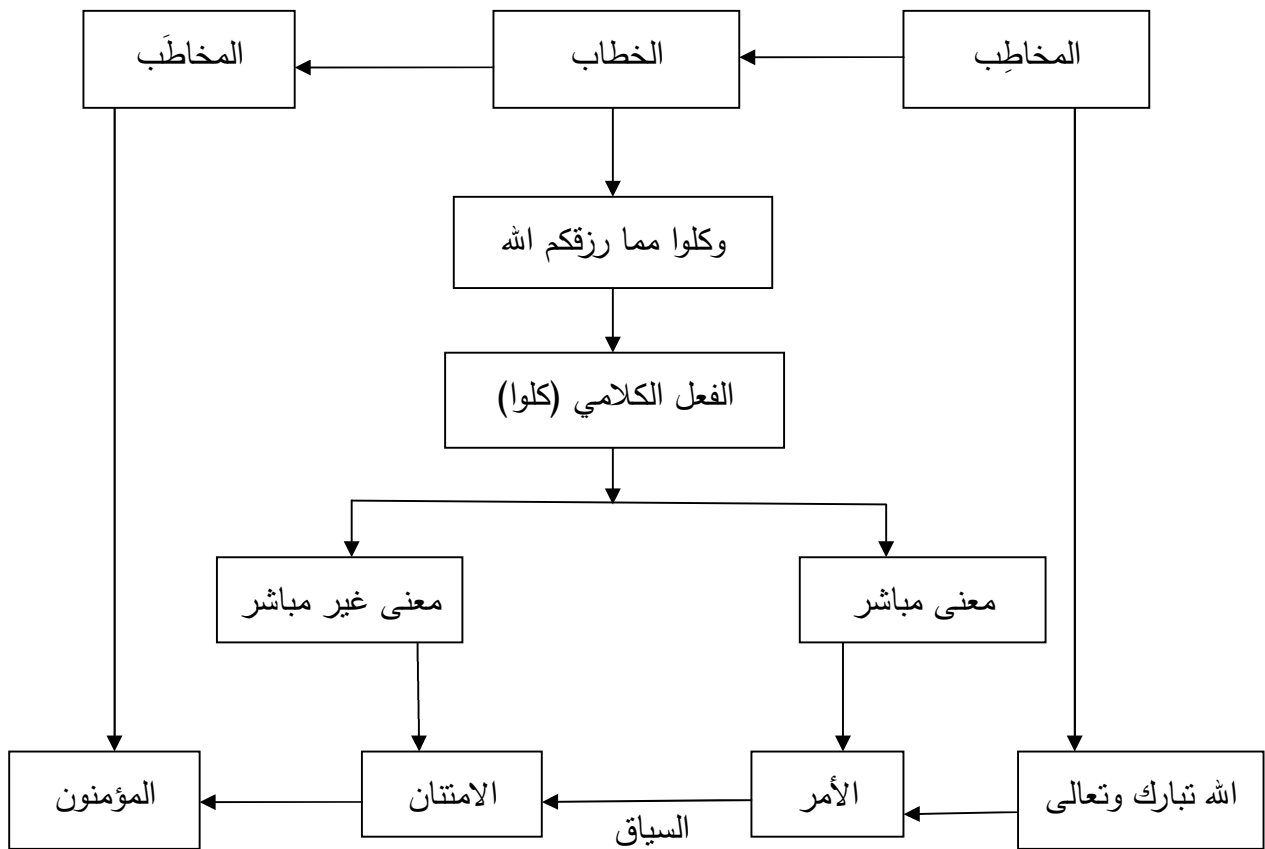 المخاطِب
الخطاب
المخاطَب
وكلوا مما رزقكم الله
الفعل الكلامي (كلوا)
معنى مباشر
معنى غير مباشر
الله تبارك وتعالى
الأمر
السياق
الامتنان
المؤمنون